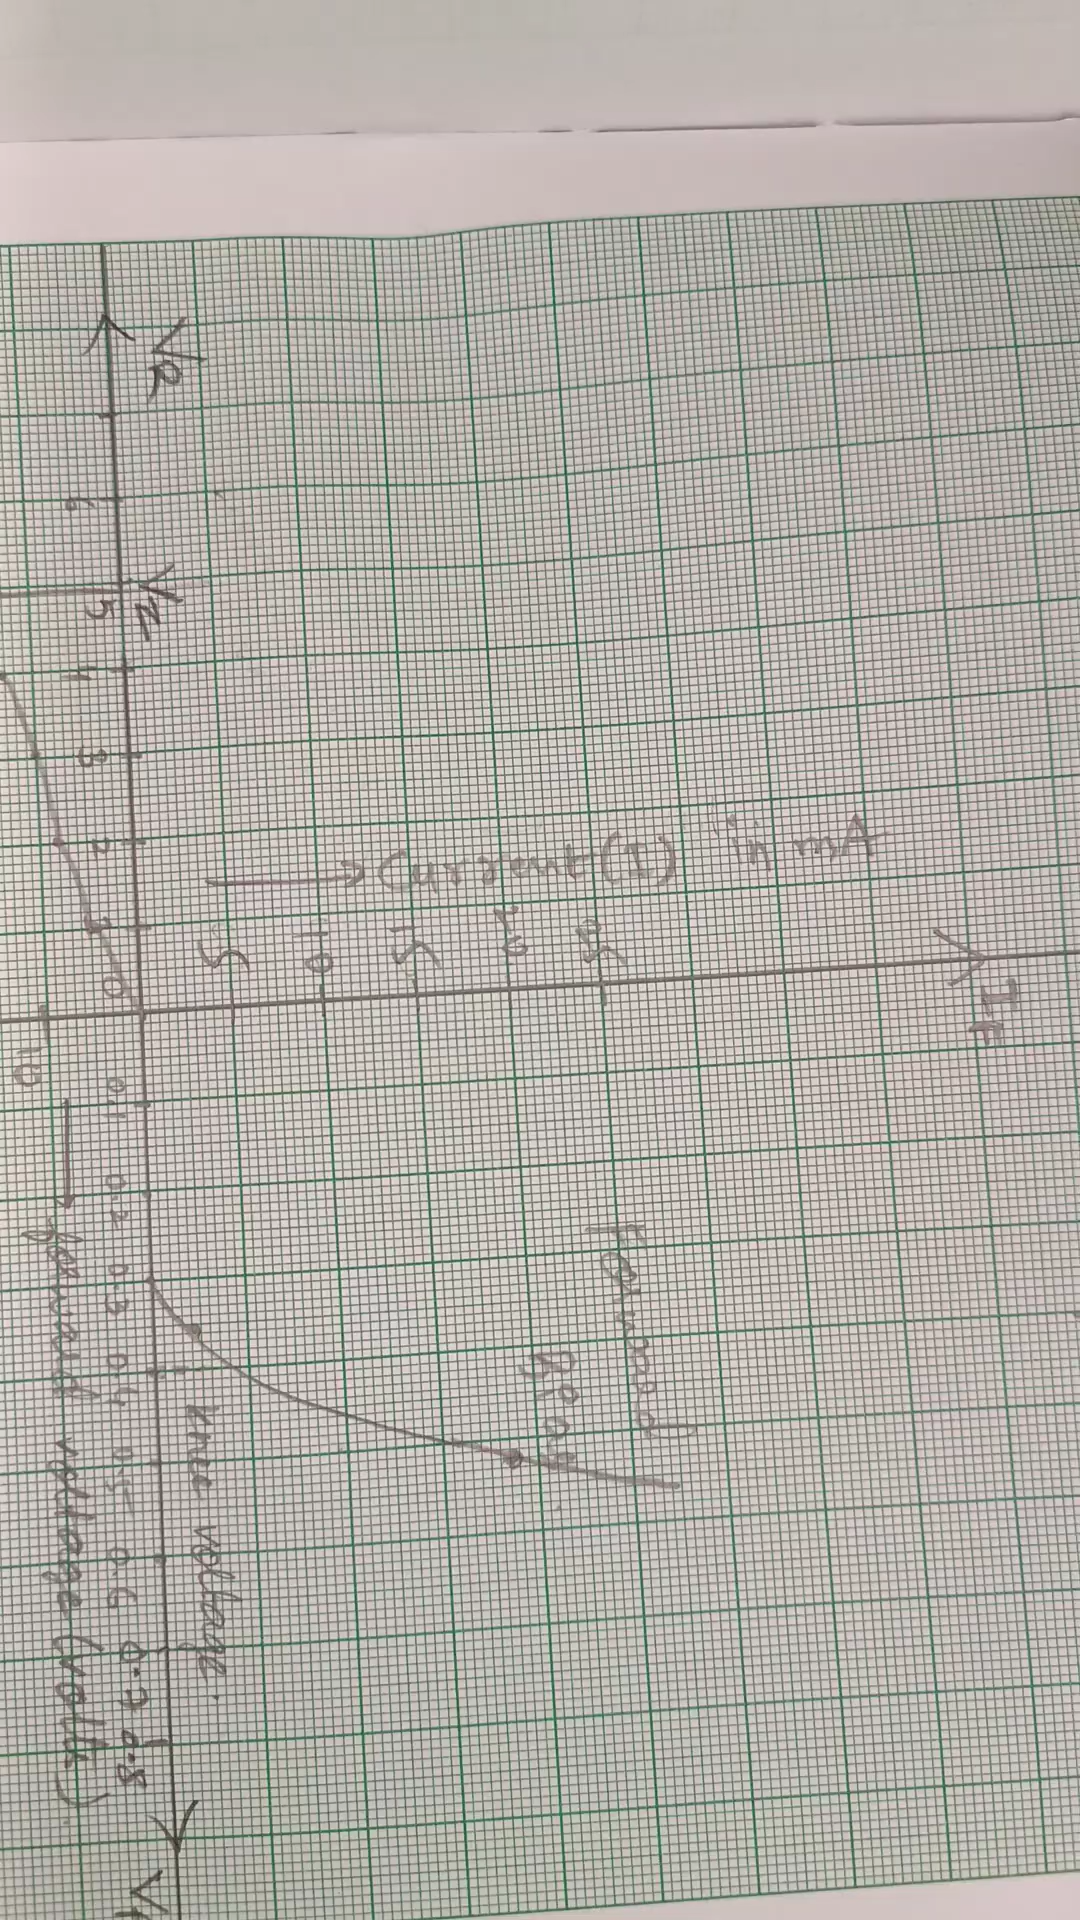 IF
Current (I) in mA
25
20
15
10
5
Forward
Bias
VR
VZ
knee voltage.
6 5 4 3 2 1 0 0.1 0.2 0.3 0.4 0.5 0.6 0.7 0.8
forward voltage (volts)
10